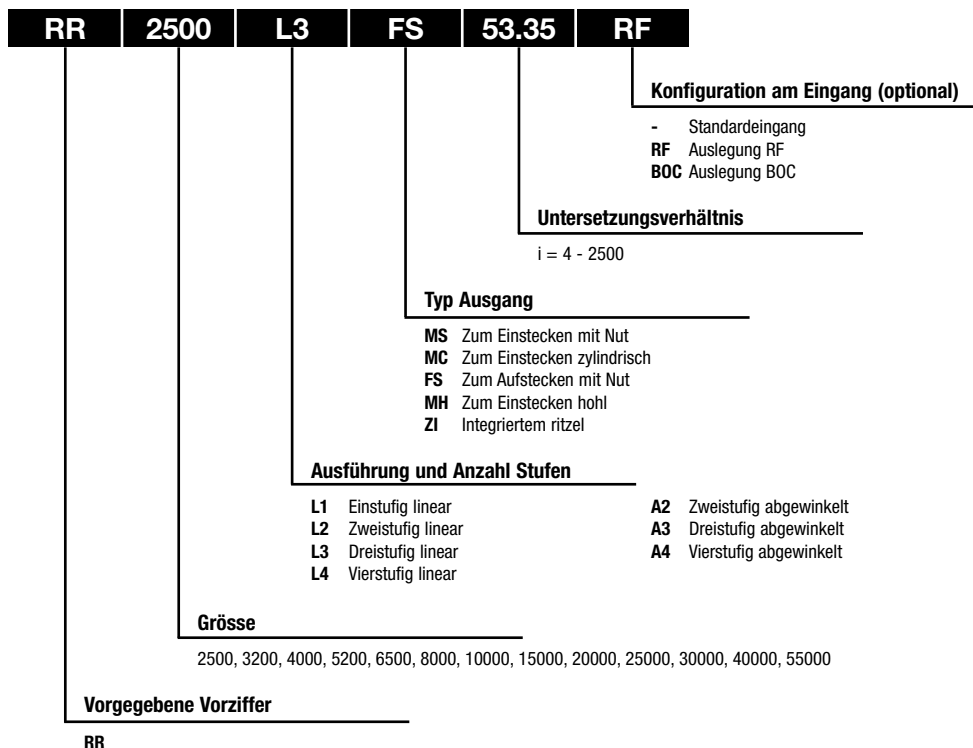 RR 2500 L3 FS 53.35 RF
Konfiguration am Eingang (optional)
- Standardeingang
RF Auslegung RF
BOC Auslegung BOC
Untersetzungsverhältnis
i = 4 - 2500
Typ Ausgang
MS Zum Einstecken mit Nut
MC Zum Einstecken zylindrisch
FS Zum Aufstecken mit Nut
MH Zum Einstecken hohl
ZI Integriertem ritzel
Ausführung und Anzahl Stufen
L1 Einstufig linear
L2 Zweistufig linear
L3 Dreistufig linear
L4 Vierstufig linear
A2 Zweistufig abgewinkelt
A3 Dreistufig abgewinkelt
A4 Vierstufig abgewinkelt
Grösse
2500, 3200, 4000, 5200, 6500, 8000, 10000, 15000, 20000, 25000, 30000, 40000, 55000
Vorgegebene Vorziffer
RR